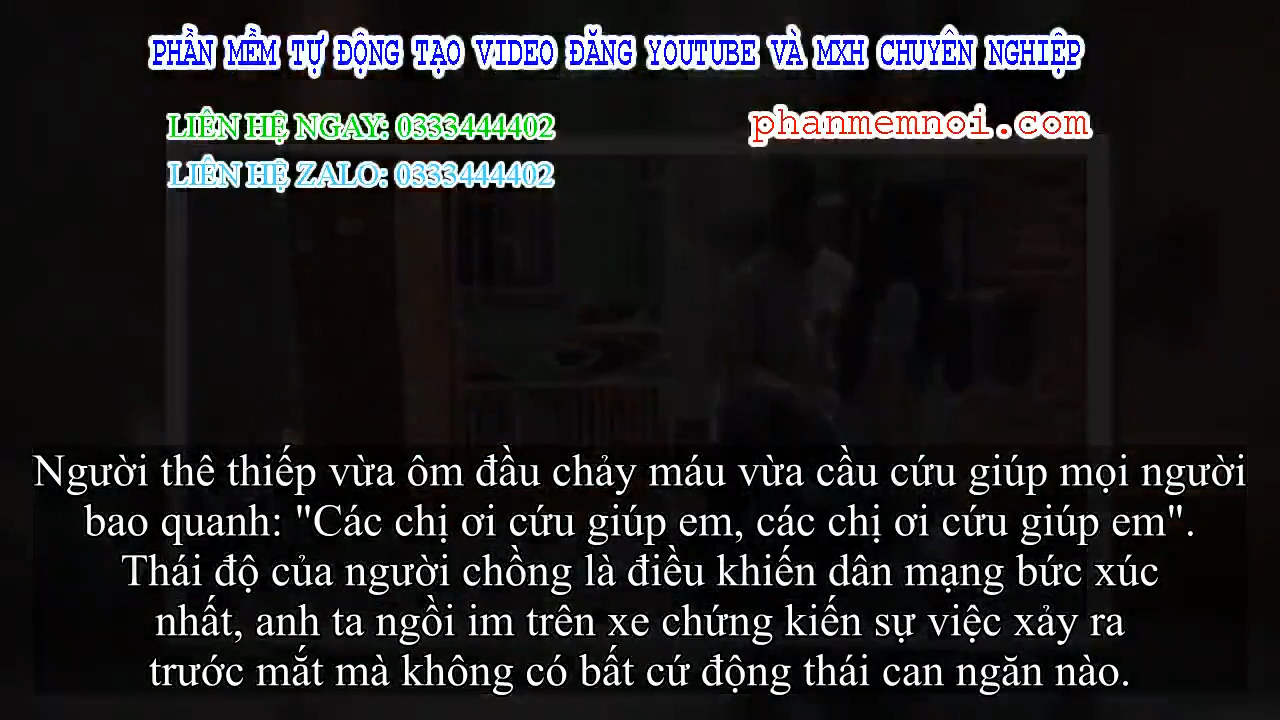 PHẦN MỀM TỰ ĐỘNG TẠO VIDEO ĐĂNG YOUTUBE VÀ MXH CHUYÊN NGHIỆP
LIÊN HỆ NGAY: 0333444402
phanmemnoi.com
LIÊN HỆ ZALO: 0333444402
Người thê thiếp vừa ôm đầu chảy máu vừa cầu cứu giúp mọi người
bao quanh: "Các chị ơi cứu giúp em, các chị ơi cứu giúp em".
Thái độ của người chồng là điều khiến dân mạng bức xúc
nhất, anh ta ngồi im trên xe chứng kiến sự việc xảy ra
trước mắt mà không có bất cứ động thái can ngăn nào.